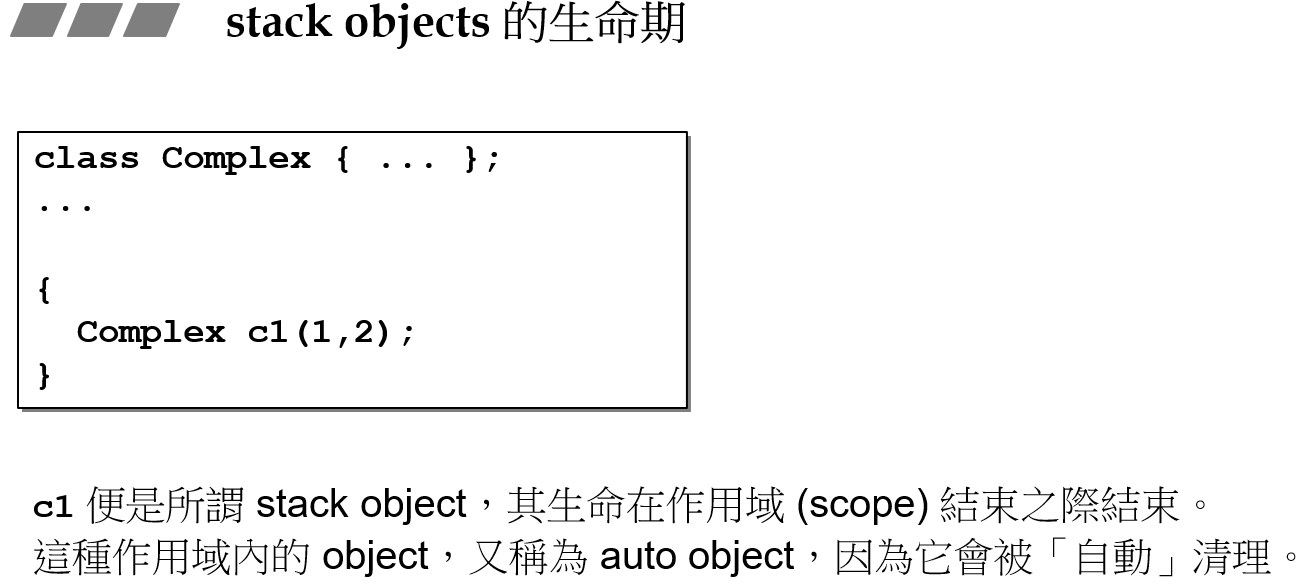 stack objects 的生命期
class Complex { ... };
...
{
Complex c1(1,2);
}
c1 便是所謂 stack object，其生命在作用域 (scope) 結束之際結束。
這種作用域內的 object，又稱為 auto object，因為它會被「自動」清理。